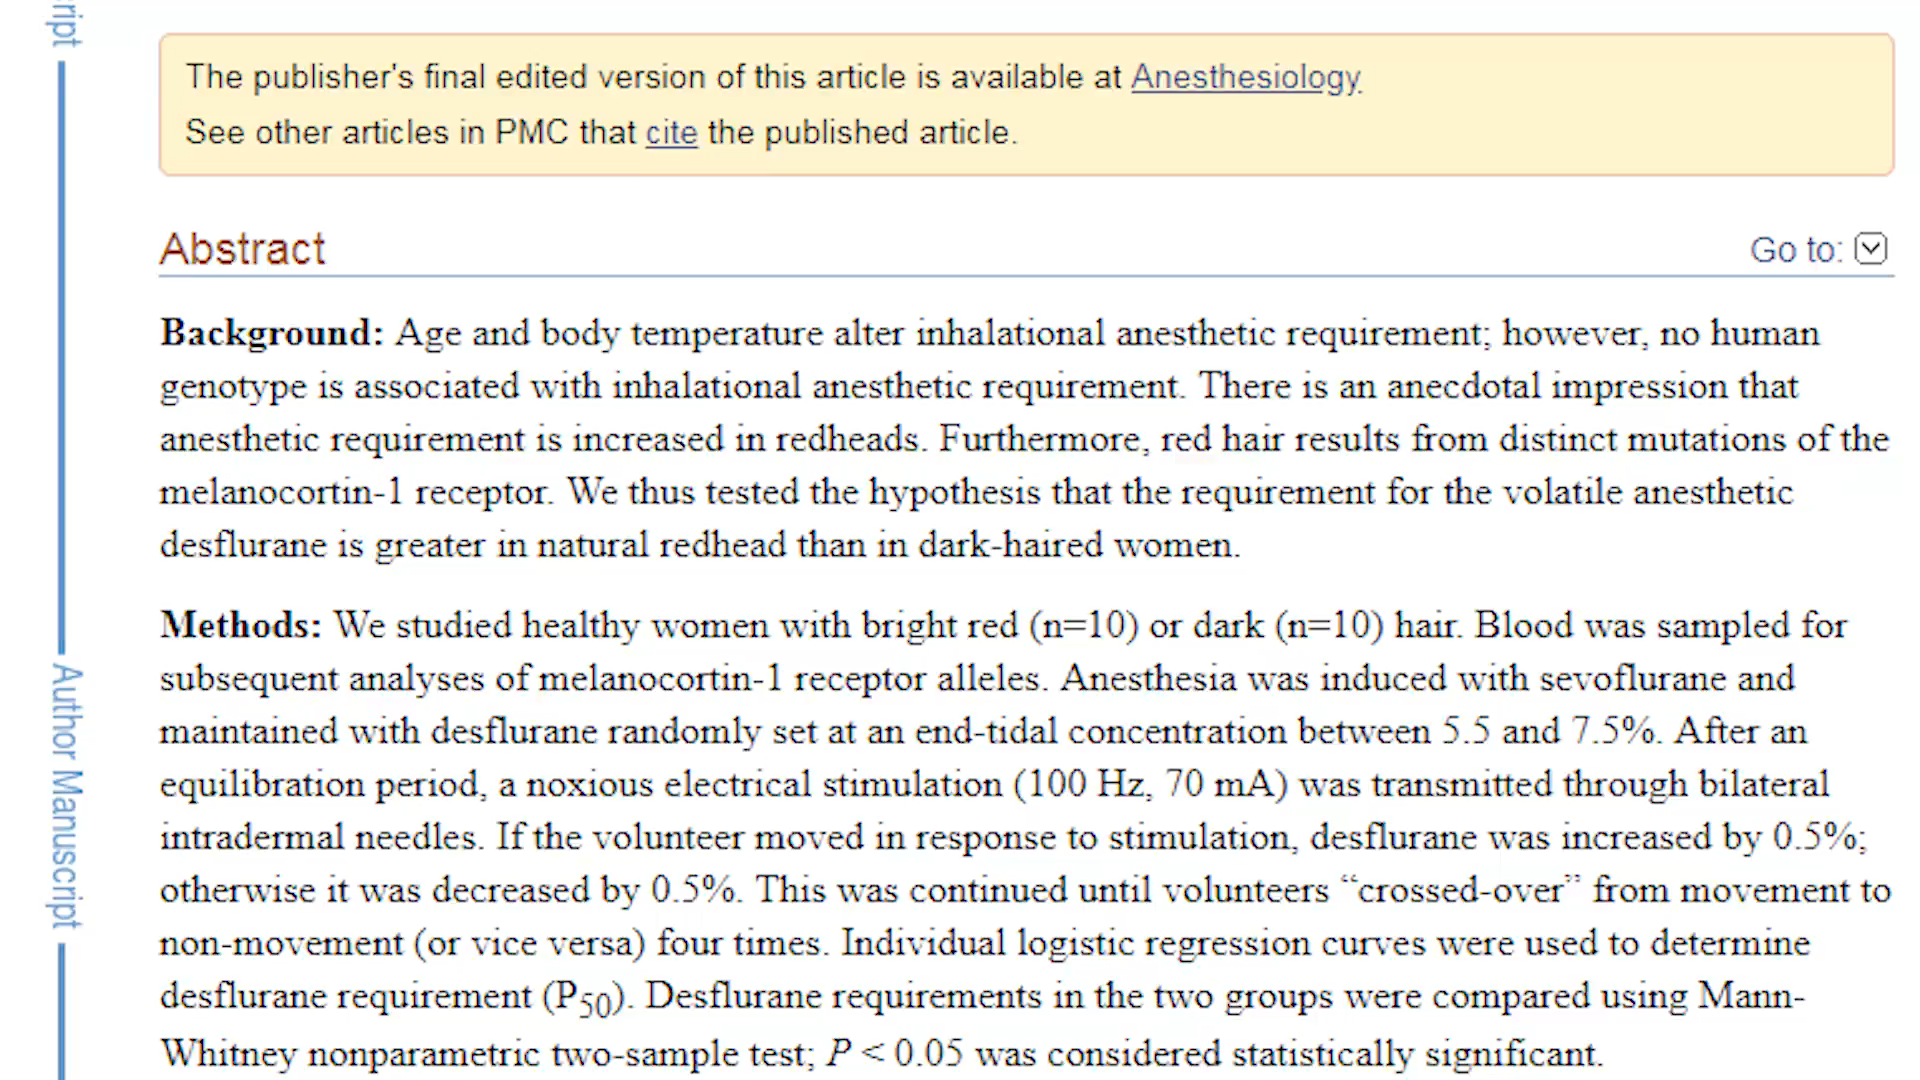 The publisher's final edited version of this article is available at Anesthesiology
See other articles in PMC that cite the published article.
Abstract
Go to:
Background: Age and body temperature alter inhalational anesthetic requirement; however, no human
genotype is associated with inhalational anesthetic requirement. There is an anecdotal impression that
anesthetic requirement is increased in redheads. Furthermore, red hair results from distinct mutations of the
melanocortin-1 receptor. We thus tested the hypothesis that the requirement for the volatile anesthetic
desflurane is greater in natural redhead than in dark-haired women.
Methods: We studied healthy women with bright red (n=10) or dark (n=10) hair. Blood was sampled for
subsequent analyses of melanocortin-1 receptor alleles. Anesthesia was induced with sevoflurane and
maintained with desflurane randomly set at an end-tidal concentration between 5.5 and 7.5%. After an
equilibration period, a noxious electrical stimulation (100 Hz, 70 mA) was transmitted through bilateral
intradermal needles. If the volunteer moved in response to stimulation, desflurane was increased by 0.5%;
otherwise it was decreased by 0.5%. This was continued until volunteers “crossed-over” from movement to
non-movement (or vice versa) four times. Individual logistic regression curves were used to determine
desflurane requirement (P50). Desflurane requirements in the two groups were compared using Mann-
Whitney nonparametric two-sample test; P < 0.05 was considered statistically significant.
cript
Author Manuscript